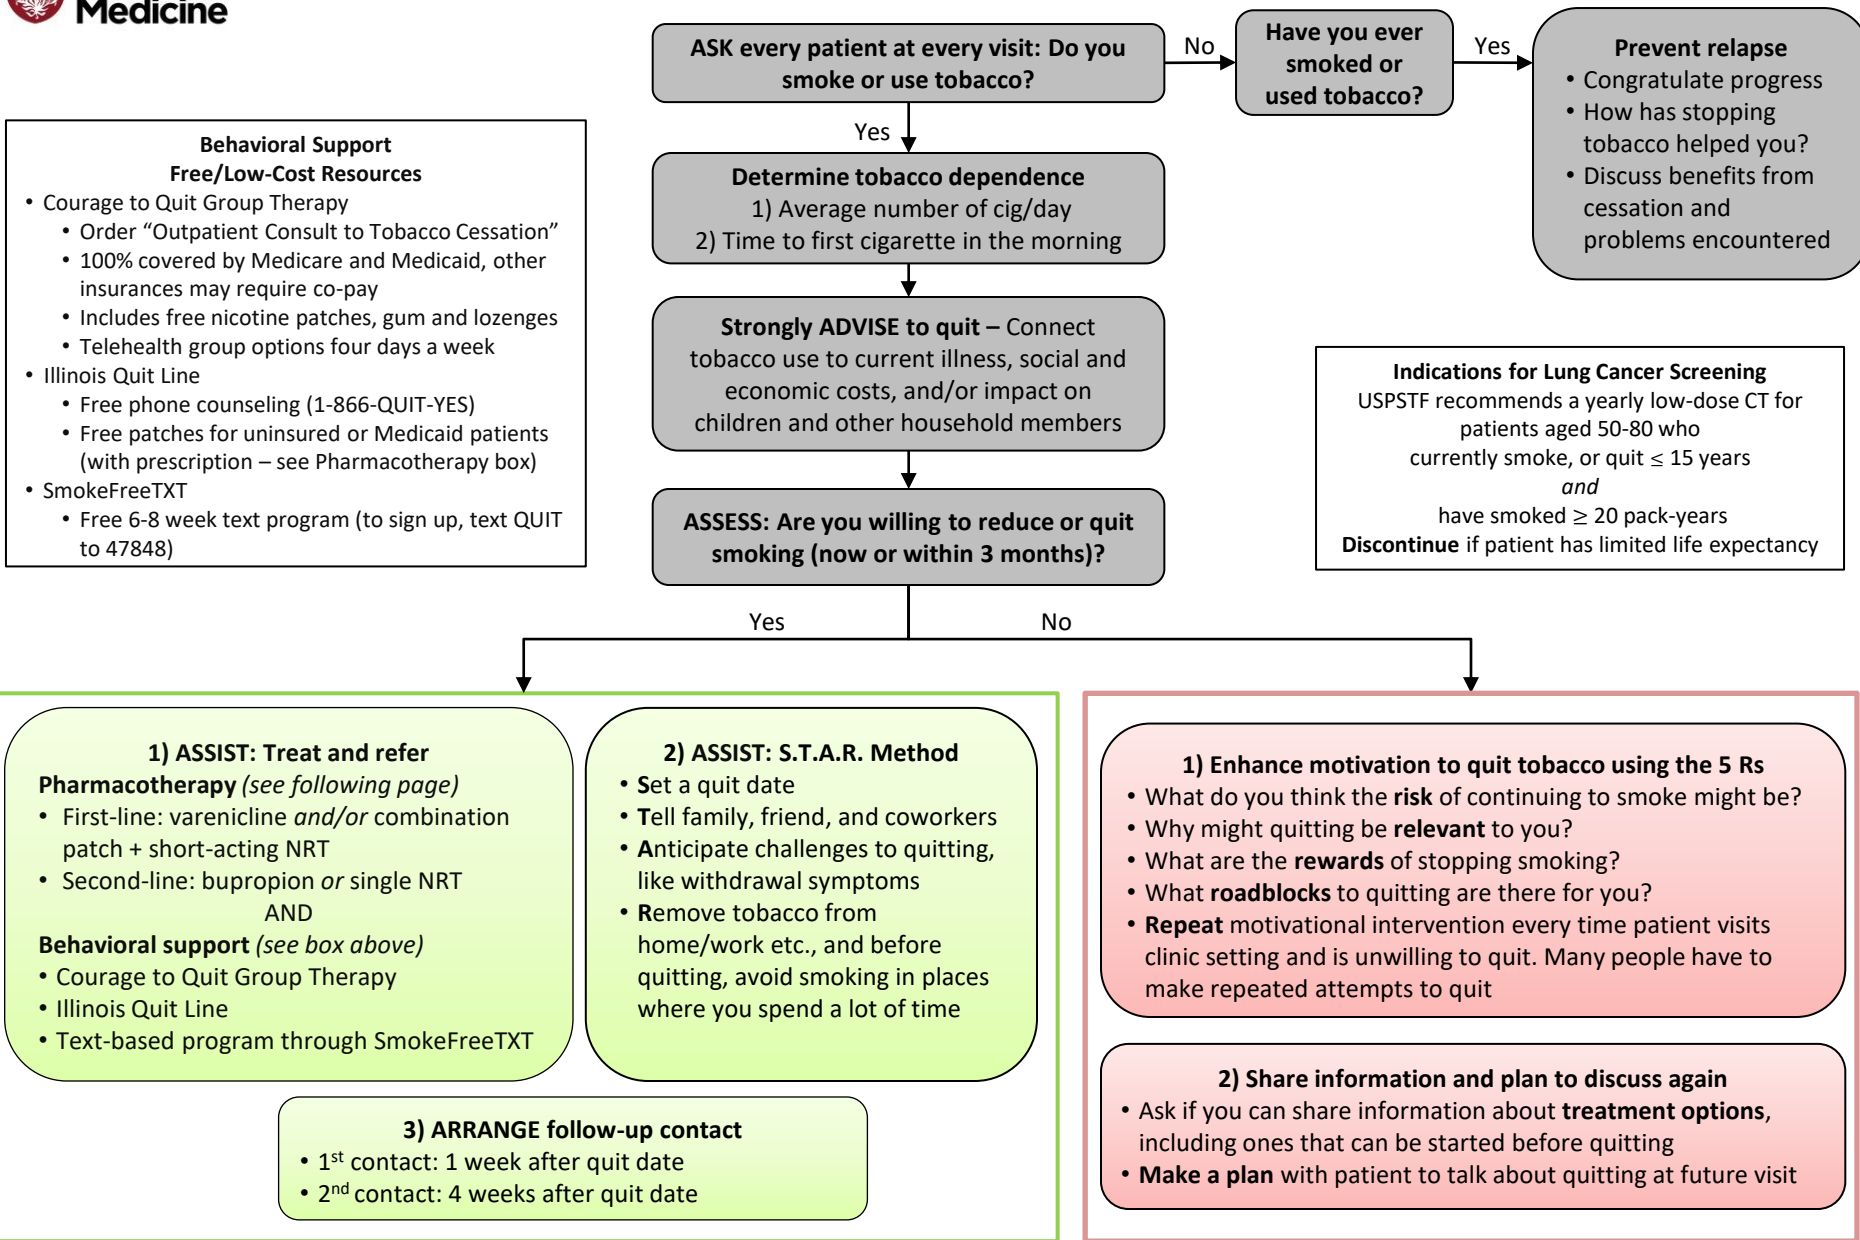 Medicine
ASK every patient at every visit: Do you
smoke or use tobacco?
No
Have you ever
smoked or
used tobacco?
Yes
Prevent relapse
• Congratulate progress
• How has stopping
tobacco helped you?
• Discuss benefits from
cessation and
problems encountered
Yes
Behavioral Support
Free/Low-Cost Resources
• Courage to Quit Group Therapy
• Order “Outpatient Consult to Tobacco Cessation”
• 100% covered by Medicare and Medicaid, other
insurances may require co-pay
• Includes free nicotine patches, gum and lozenges
• Telehealth group options four days a week
• Illinois Quit Line
• Free phone counseling (1-866-QUIT-YES)
• Free patches for uninsured or Medicaid patients
(with prescription – see Pharmacotherapy box)
• SmokeFreeTXT
• Free 6-8 week text program (to sign up, text QUIT
to 47848)
Determine tobacco dependence
1) Average number of cig/day
2) Time to first cigarette in the morning
Strongly ADVISE to quit – Connect
tobacco use to current illness, social and
economic costs, and/or impact on
children and other household members
Indications for Lung Cancer Screening
USPSTF recommends a yearly low-dose CT for
patients aged 50-80 who
currently smoke, or quit ≤ 15 years
and
have smoked ≥ 20 pack-years
Discontinue if patient has limited life expectancy
ASSESS: Are you willing to reduce or quit
smoking (now or within 3 months)?
Yes
No
1) ASSIST: Treat and refer
Pharmacotherapy (see following page)
• First-line: varenicline and/or combination
patch + short-acting NRT
• Second-line: bupropion or single NRT
AND
Behavioral support (see box above)
• Courage to Quit Group Therapy
• Illinois Quit Line
• Text-based program through SmokeFreeTXT
2) ASSIST: S.T.A.R. Method
• Set a quit date
• Tell family, friend, and coworkers
• Anticipate challenges to quitting,
like withdrawal symptoms
• Remove tobacco from
home/work etc., and before
quitting, avoid smoking in places
where you spend a lot of time
3) ARRANGE follow-up contact
• 1st contact: 1 week after quit date
• 2nd contact: 4 weeks after quit date
1) Enhance motivation to quit tobacco using the 5 Rs
• What do you think the risk of continuing to smoke might be?
• Why might quitting be relevant to you?
• What are the rewards of stopping smoking?
• What roadblocks to quitting are there for you?
• Repeat motivational intervention every time patient visits
clinic setting and is unwilling to quit. Many people have to
make repeated attempts to quit
2) Share information and plan to discuss again
• Ask if you can share information about treatment options,
including ones that can be started before quitting
• Make a plan with patient to talk about quitting at future visit